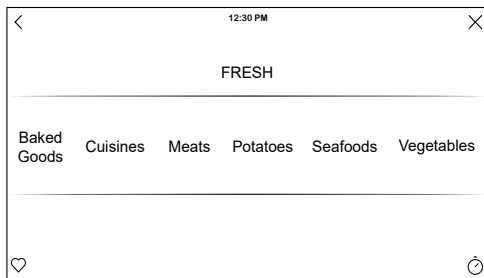 12:30 PM
FRESH
Baked
Goods
Cuisines
Meats
Potatoes
Seafoods
Vegetables